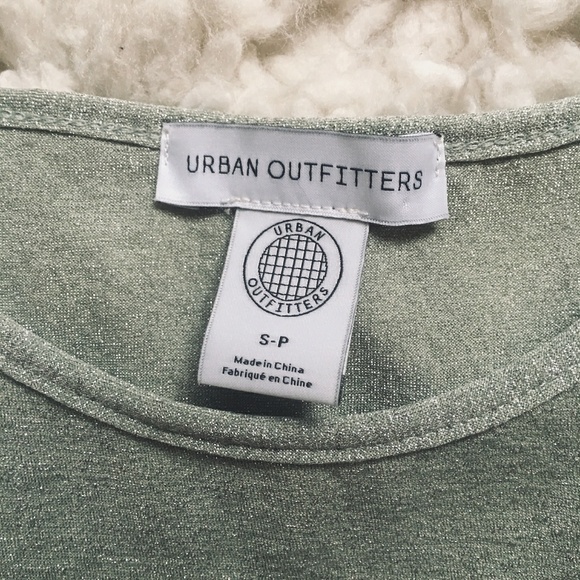 URBAN OUTFITTERS
URBAN
OUTFITTERS
S-P
Made in China
Fabriqué en Chine